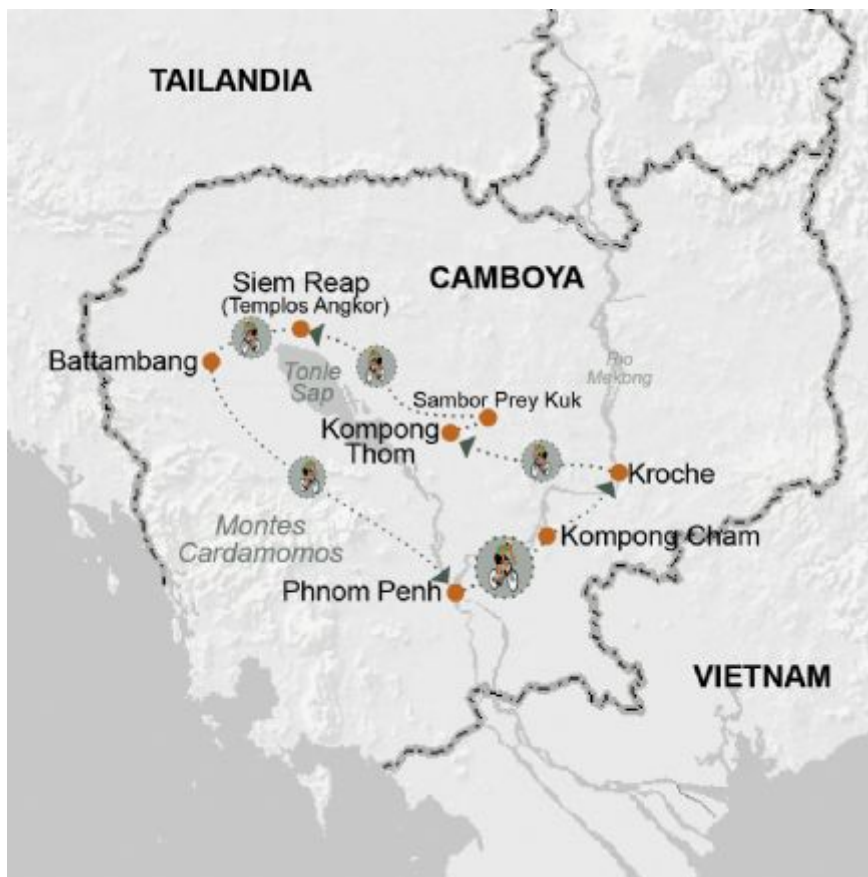 TAILANDIA
Siem Reap
(Templos Angkor)
CAMBOYA
Battambang
Tonle
Sap
Rio
Mekong
Sambor Prey Kuk
Kompong
Thom
Kroche
Montes
Cardamomos
Kompong Cham
Phnom Penh
VIETNAM